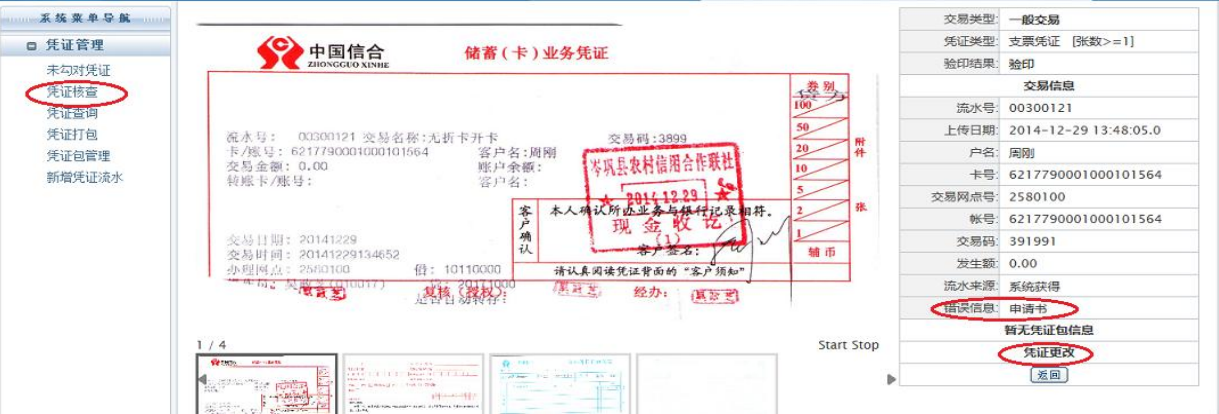 系统菜单导航
凭证管理
未勾对凭证
凭证核查
凭证查询
凭证打包
凭证包管理
新增凭证流水
中国信合
ZHONGGUO XINHE
储蓄(卡)业务凭证
券别
100
50
20
10
5
2
1
辅币
附件
张
流水号: 00300121 交易名称:无折卡开卡 交易码:3899
卡/账号: 6217790001000101564 客户名:周刚
交易金额: 0.00 账户余额:
转账卡/账号: 客户名:
岑巩县农村信用合作联社
2014.12.29
现金收讫
(1)
客户确认
本人确认所办业务与银行记录相符.
客户签名:
交易日期: 20141229
交易时间: 20141229134652
办理网点: 2580100 借: 10110000
请认真阅读凭证背面的“客户须知”
复核(授权):
经办:
是否自动转存:
1 / 4
Start Stop
交易类型: 一般交易
凭证类型: 支票凭证 [张数>=1]
验印结果: 验印
交易信息
流水号: 00300121
上传日期: 2014-12-29 13:48:05.0
户名: 周刚
卡号: 6217790001000101564
交易网点号: 2580100
帐号: 6217790001000101564
交易码: 391991
发生额: 0.00
流水来源: 系统获得
错误信息: 申请书
暂无凭证包信息
凭证更改
返回